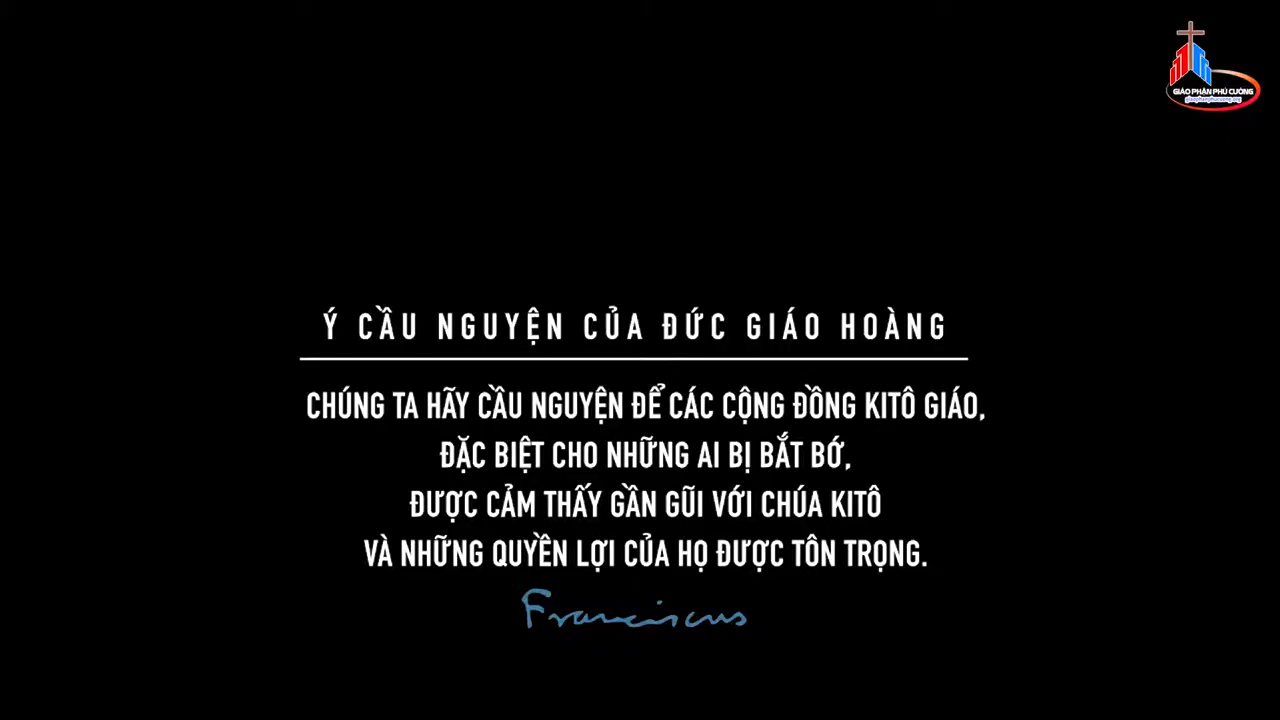 GIÁO PHẬN PHÚ CƯỜNG
giaophanphucuong.org
Ý CẦU NGUYỆN CỦA ĐỨC GIÁO HOÀNG
CHÚNG TA HÃY CẦU NGUYỆN ĐỂ CÁC CỘNG ĐỒNG KITÔ GIÁO,
ĐẶC BIỆT CHO NHỮNG AI BỊ BẮT BỚ,
ĐƯỢC CẢM THẤY GẦN GŨI VỚI CHÚA KITÔ
VÀ NHỮNG QUYỀN LỢI CỦA HỌ ĐƯỢC TÔN TRỌNG.
Franciscus